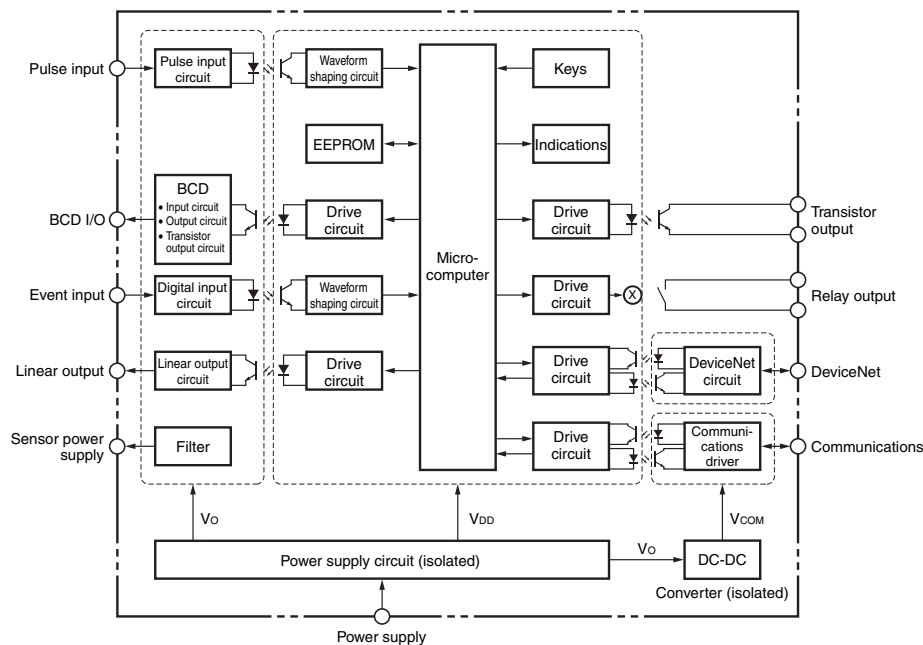 Pulse input
Pulse input
circuit
Waveform
shaping circuit
Keys
EEPROM
Indications
BCD I/O
BCD
• Input circuit
• Output circuit
• Transistor
output circuit
Drive
circuit
Micro-
computer
Drive
circuit
Transistor
output
Event input
Digital input
circuit
Waveform
shaping circuit
Drive
circuit
X
Relay output
Linear output
Linear output
circuit
Drive
circuit
Drive
circuit
DeviceNet
circuit
DeviceNet
Sensor power
supply
Filter
Drive
circuit
Communi-
cations
driver
Communications
VO
VDD
VCOM
Power supply circuit (isolated)
VO
DC-DC
Converter (isolated)
Power supply